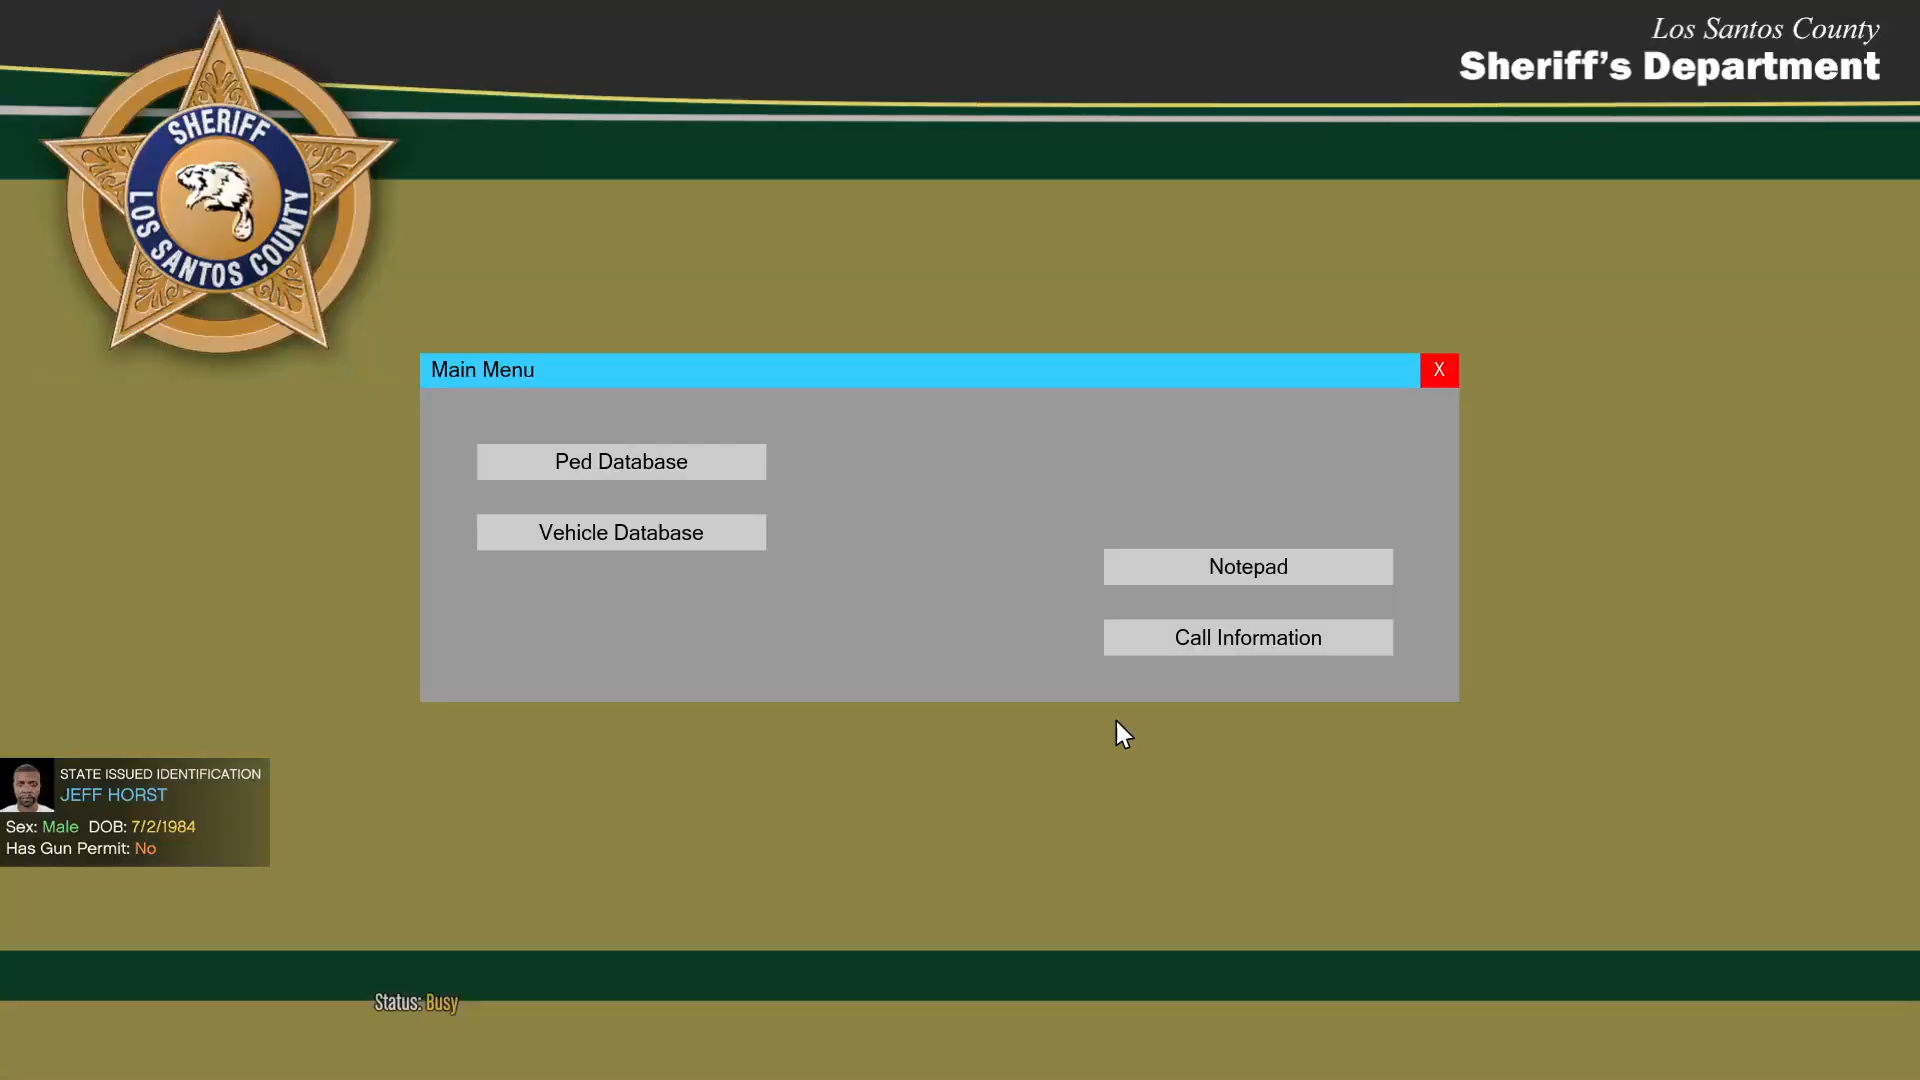 Los Santos County
Sheriff's Department
SHERIFF
LOS SANTOS COUNTY
Main Menu
X
Ped Database
Vehicle Database
Notepad
Call Information
STATE ISSUED IDENTIFICATION
JEFF HORST
Sex: Male DOB: 7/2/1984
Has Gun Permit: No
Status: Busy